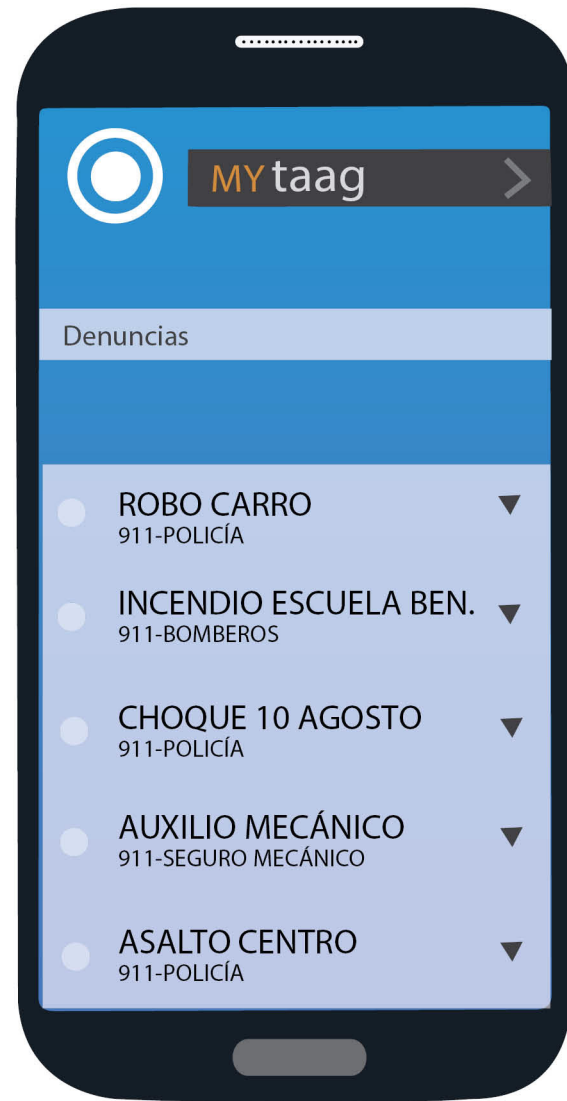 MY taag
Denuncias
ROBO CARRO
911-POLICÍA
INCENDIO ESCUELA BEN.
911-BOMBEROS
CHOQUE 10 AGOSTO
911-POLICÍA
AUXILIO MECÁNICO
911-SEGURO MECÁNICO
ASALTO CENTRO
911-POLICÍA